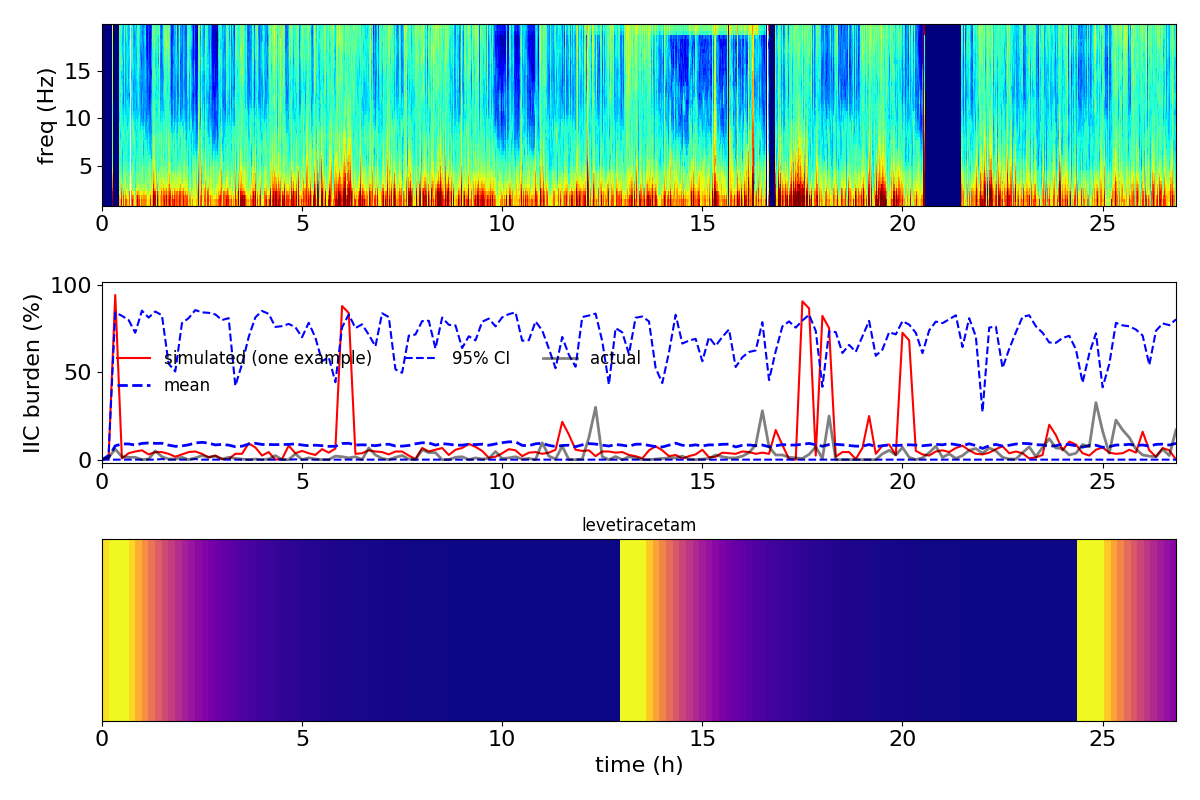 freq (Hz)
15
10
5
0 5 10 15 20 25
IIC burden (%)
100
50
0
simulated (one example) 95% CI actual
mean
0 5 10 15 20 25
levetiracetam
0 5 10 15 20 25
time (h)